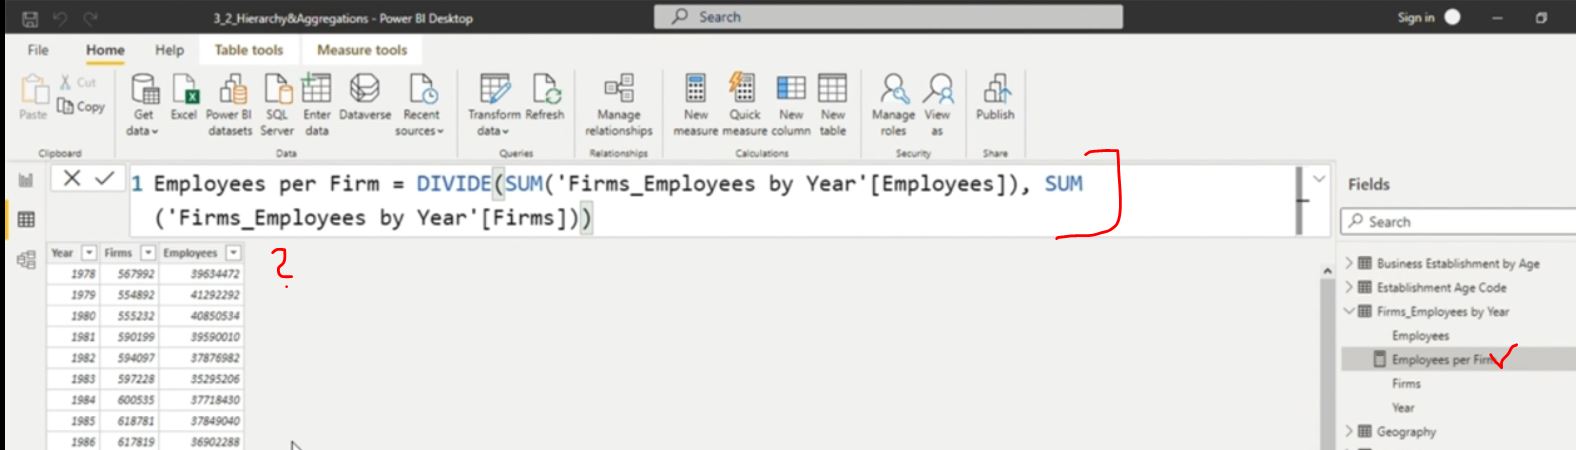 3_2_Hierarchy&Aggregations - Power BI Desktop
Search
Sign in
File Home Help Table tools Measure tools
Paste
Cut
Copy
Clipboard
Get data
Excel
Power BI datasets
SQL Server
Enter data
Dataverse
Recent sources
Data
Transform data
Refresh
Queries
Manage relationships
Relationships
New measure
Quick measure
New column
New table
Calculations
Manage roles
View as
Security
Publish
Share
1 Employees per Firm = DIVIDE(SUM('Firms_Employees by Year'[Employees]), SUM
('Firms_Employees by Year'[Firms]))
?
Year Firms Employees
1978 567992 39634472
1979 554892 41292292
1980 555232 40850534
1981 590199 39590010
1982 594097 37876982
1983 597228 35295206
1984 600535 37718430
1985 618781 37849040
1986 617819 36902288
Fields
Search
Business Establishment by Age
Establishment Age Code
Firms_Employees by Year
Employees
Employees per Firm
Firms
Year
Geography